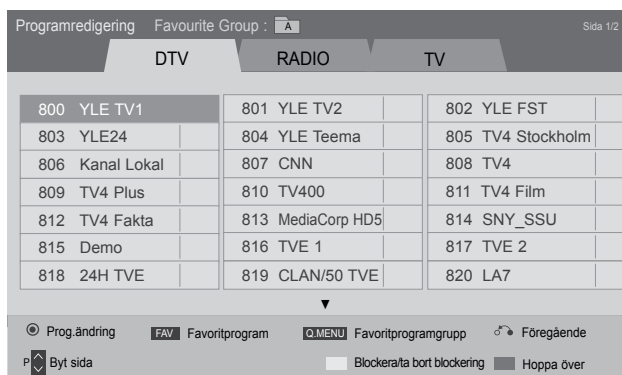 Programredigering Favourite Group : A Sida 1/2
DTV RADIO TV
800 YLE TV1 801 YLE TV2 802 YLE FST
803 YLE24 804 YLE Teema 805 TV4 Stockholm
806 Kanal Lokal 807 CNN 808 TV4
809 TV4 Plus 810 TV400 811 TV4 Film
812 TV4 Fakta 813 MediaCorp HD5 814 SNY_SSU
815 Demo 816 TVE 1 817 TVE 2
818 24H TVE 819 CLAN/50 TVE 820 LA7
Prog.ändring FAV Favoritprogram Q.MENU Favoritprogramgrupp Föregående
P Byt sida Blockera/ta bort blockering Hoppa över